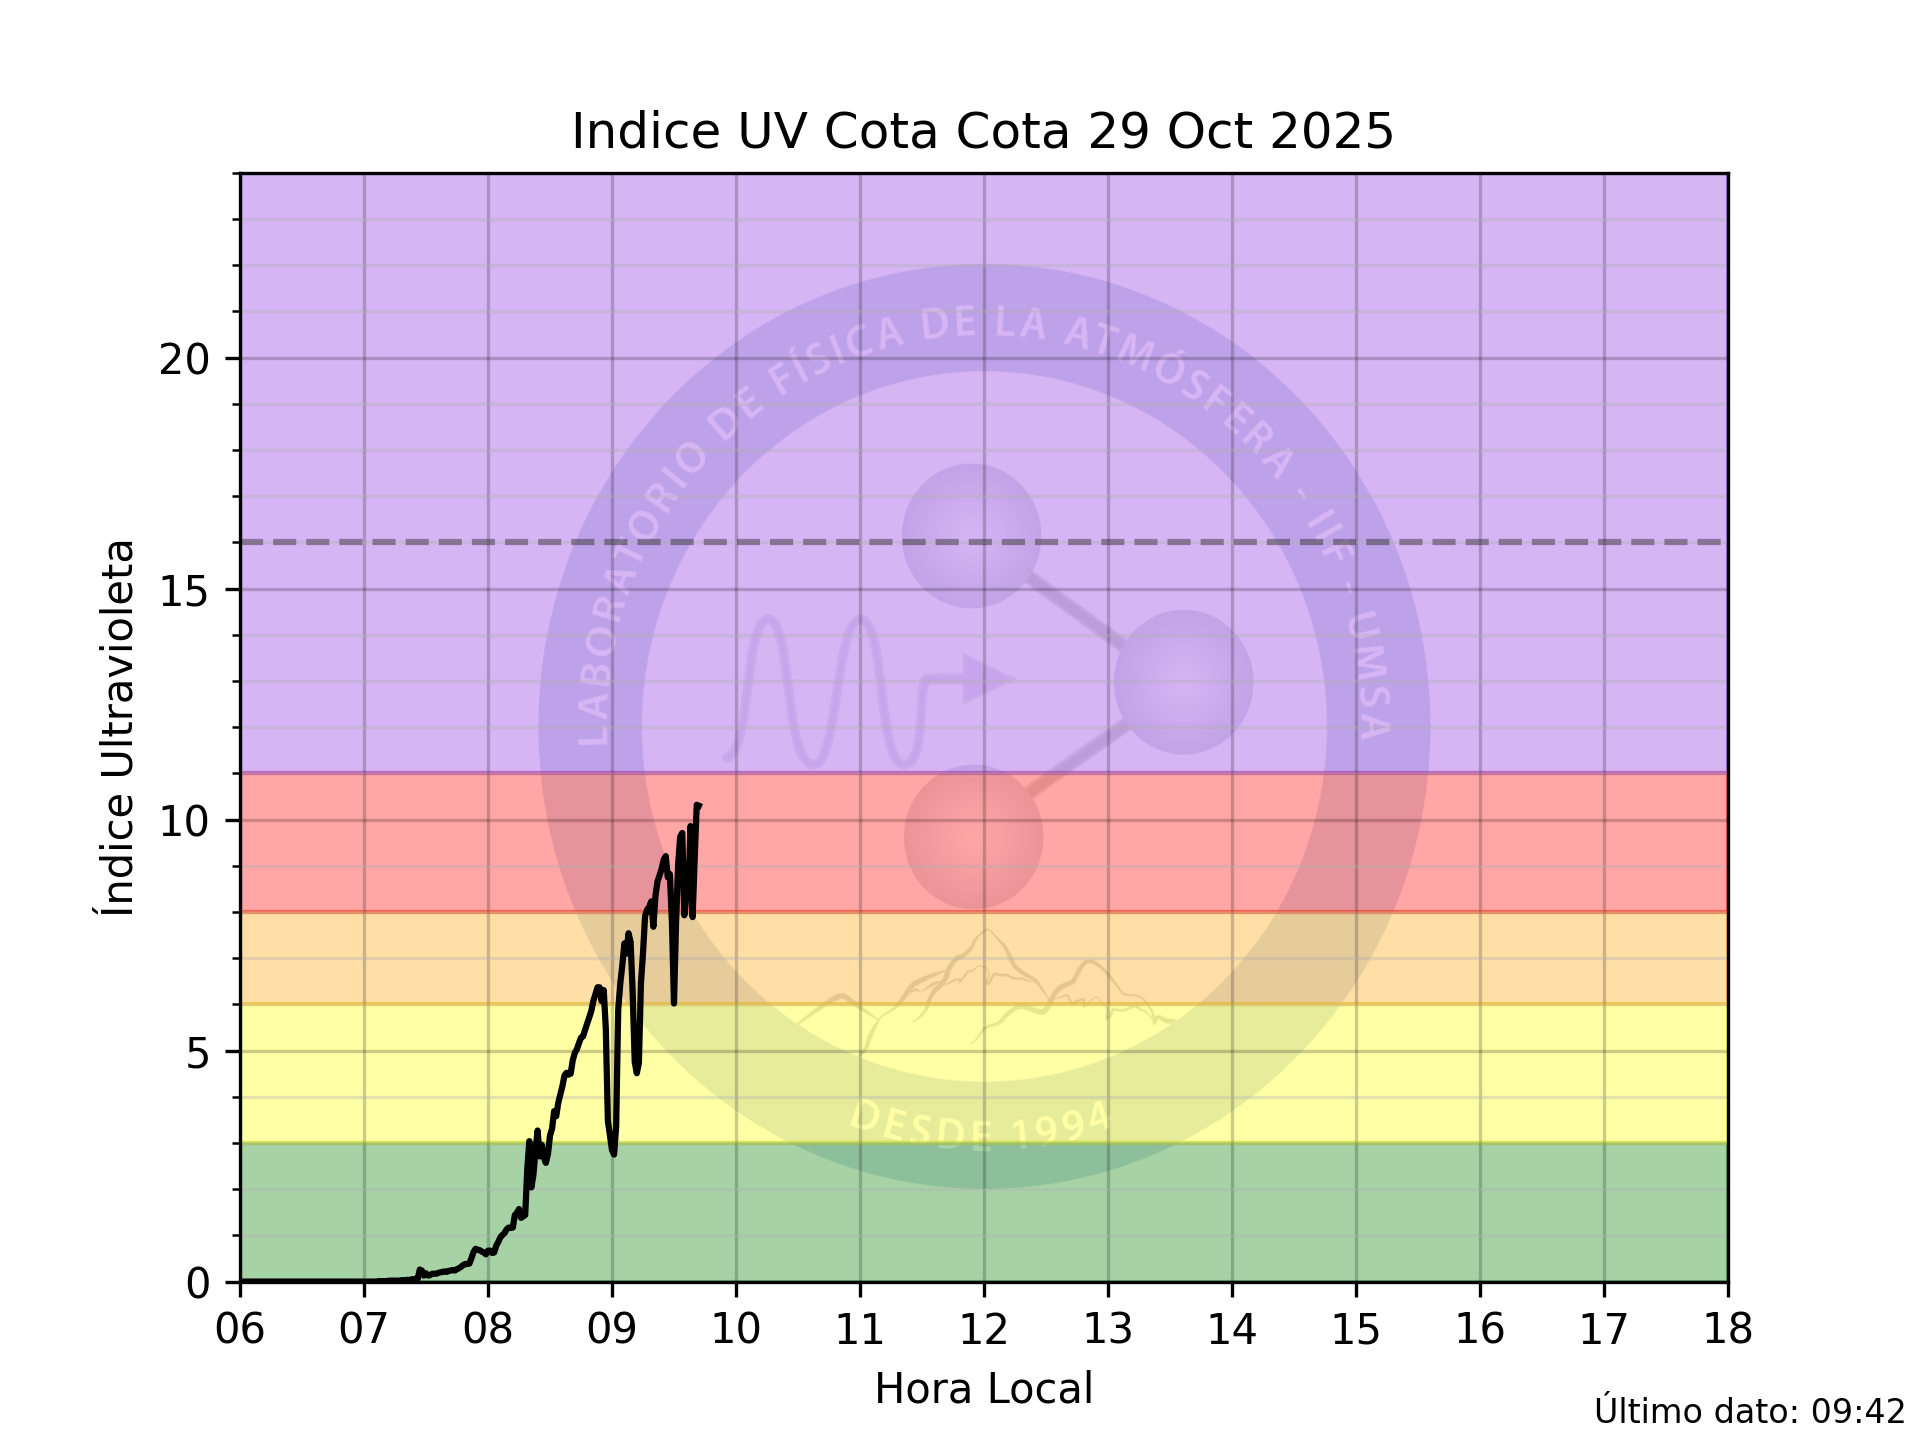 Indice UV Cota Cota 29 Oct 2025
Índice Ultravioleta
20
15
10
5
0
LABORATORIO DE FÍSICA DE LA ATMÓSFERA - IIF - UMSA
DESDE 1994
06 07 08 09 10 11 12 13 14 15 16 17 18
Hora Local
Último dato: 09:42